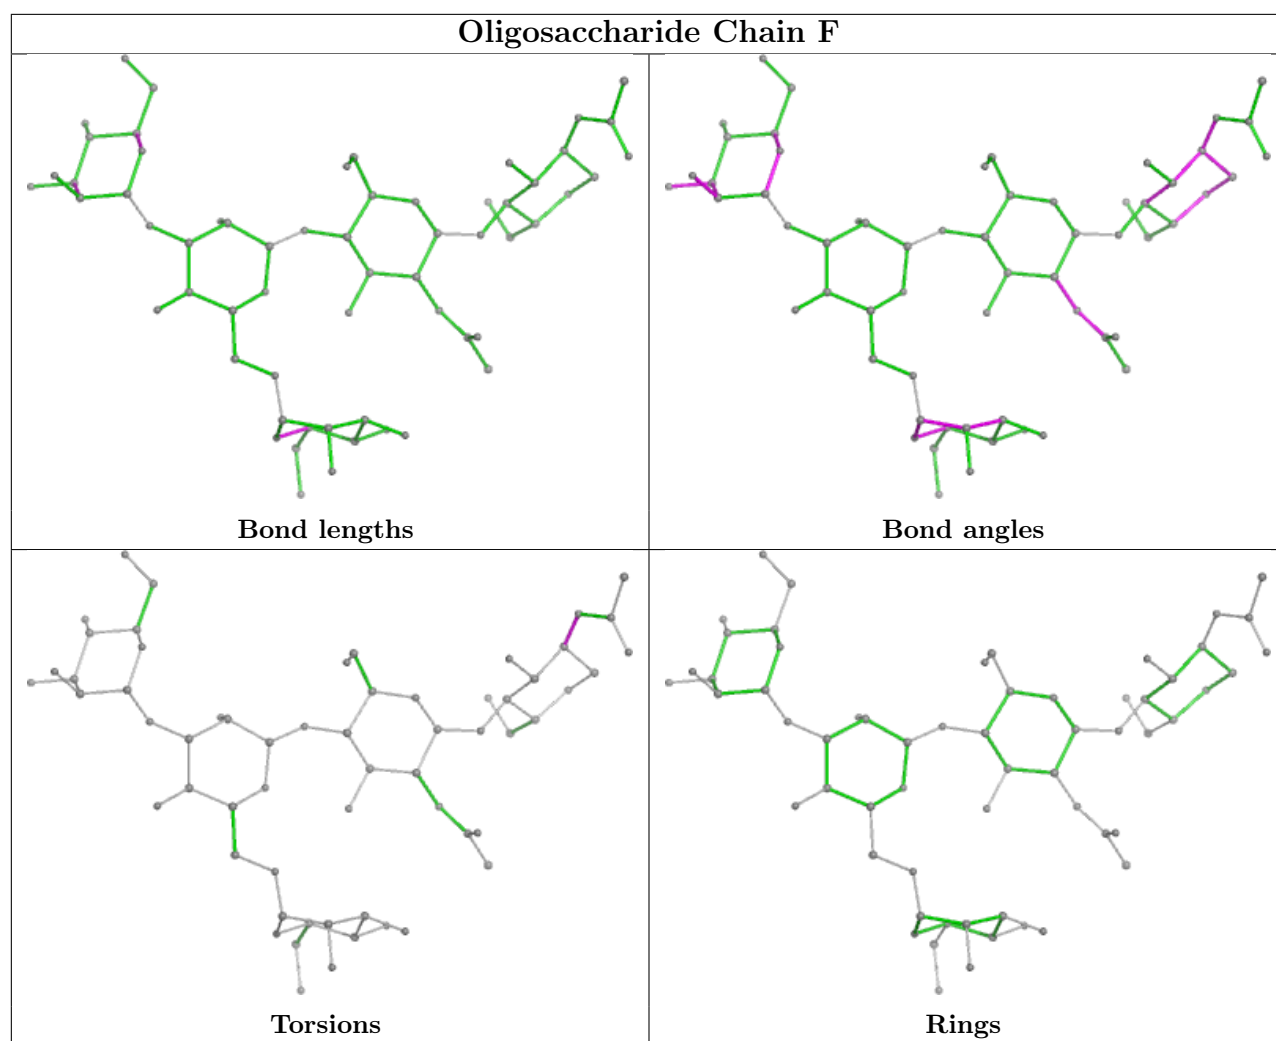 Oligosaccharide Chain F
Bond lengths
Bond angles
Torsions
Rings